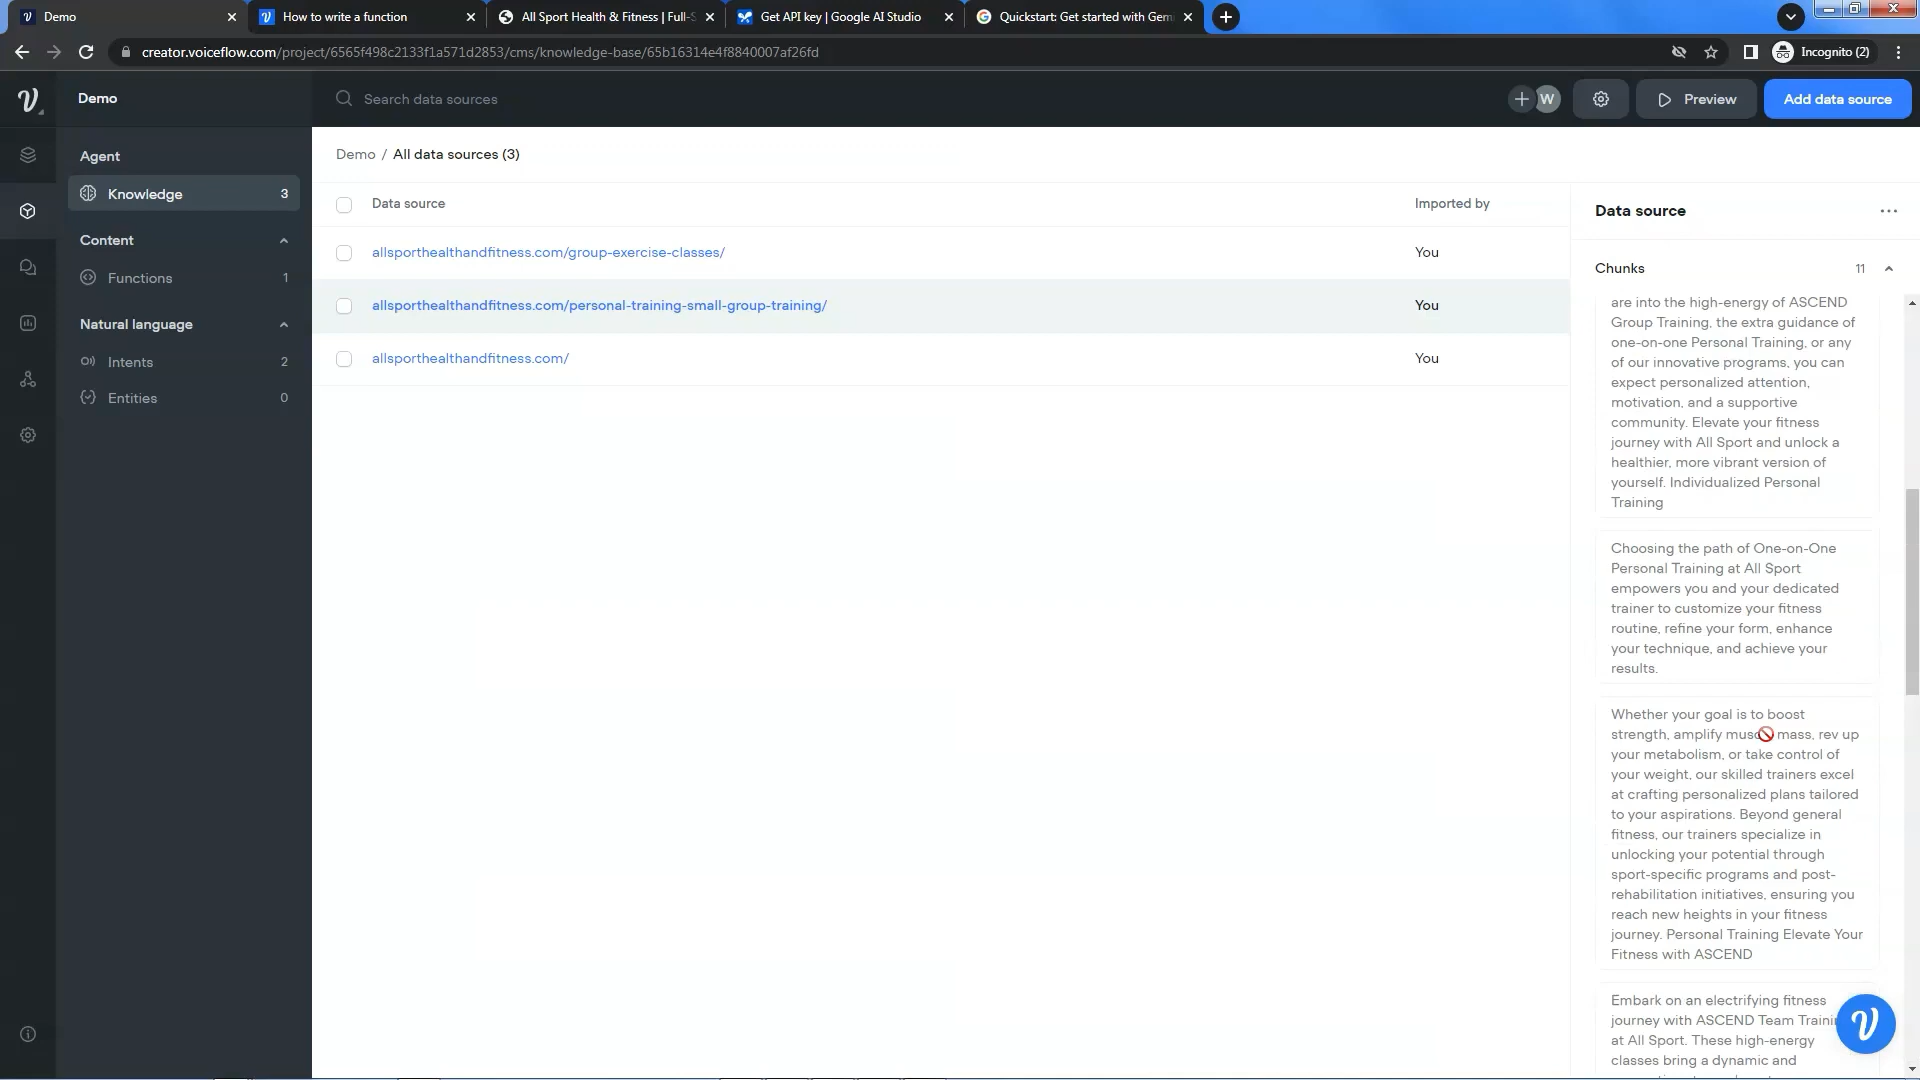 Demo
How to write a function
All Sport Health & Fitness | Full-S
Get API key | Google AI Studio
Quickstart: Get started with Gem
creator.voiceflow.com/project/6565f498c2133f1a571d2853/cms/knowledge-base/65b16314e4f8840007af26fd
Incognito (2)
Demo
Search data sources
W
Preview
Add data source
Agent
Knowledge 3
Content
Functions 1
Natural language
Intents 2
Entities 0
Demo / All data sources (3)
Data source Imported by
allsporthealthandfitness.com/group-exercise-classes/ You
allsporthealthandfitness.com/personal-training-small-group-training/ You
allsporthealthandfitness.com/ You
Data source
Chunks 11
are into the high-energy of ASCEND
Group Training, the extra guidance of
one-on-one Personal Training, or any
of our innovative programs, you can
expect personalized attention,
motivation, and a supportive
community. Elevate your fitness
journey with All Sport and unlock a
healthier, more vibrant version of
yourself. Individualized Personal
Training
Choosing the path of One-on-One
Personal Training at All Sport
empowers you and your dedicated
trainer to customize your fitness
routine, refine your form, enhance
your technique, and achieve your
results.
Whether your goal is to boost
strength, amplify muscle mass, rev up
your metabolism, or take control of
your weight, our skilled trainers excel
at crafting personalized plans tailored
to your aspirations. Beyond general
fitness, our trainers specialize in
unlocking your potential through
sport-specific programs and post-
rehabilitation initiatives, ensuring you
reach new heights in your fitness
journey. Personal Training Elevate Your
Fitness with ASCEND
Embark on an electrifying fitness
journey with ASCEND Team Traini
at All Sport. These high-energy
classes bring a dynamic and